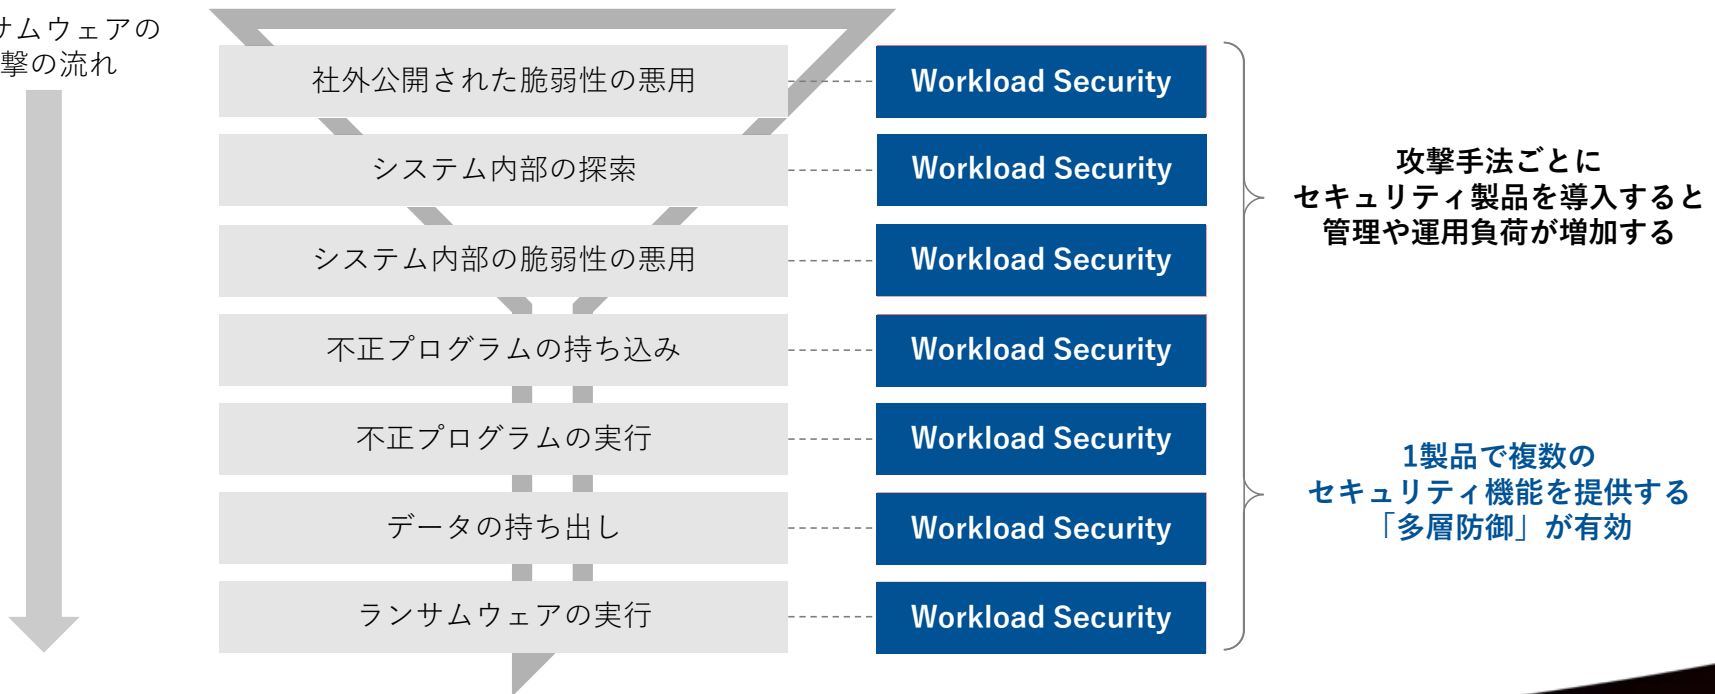 サムウェアの
撃の流れ
社外公開された脆弱性の悪用
Workload Security
システム内部の探索
Workload Security
システム内部の脆弱性の悪用
Workload Security
不正プログラムの持ち込み
Workload Security
不正プログラムの実行
Workload Security
データの持ち出し
Workload Security
ランサムウェアの実行
Workload Security
攻撃手法ごとに
セキュリティ製品を導入すると
管理や運用負荷が増加する
1製品で複数の
セキュリティ機能を提供する
「多層防御」が有効